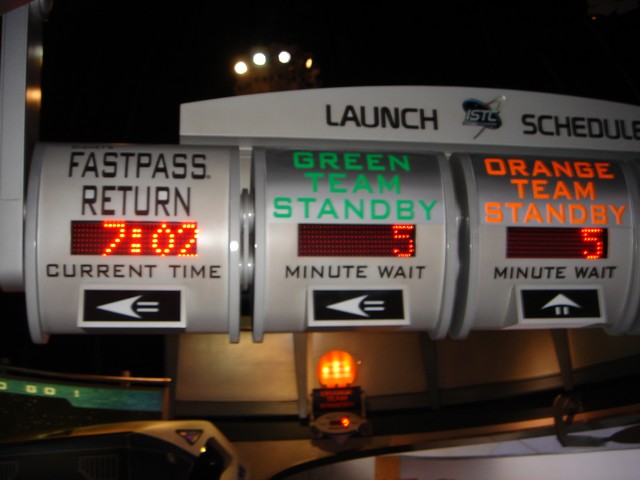 LAUNCH ISTC SCHEDULE
FASTPASS
RETURN
7:07
CURRENT TIME
GREEN
TEAM
STANDBY
5
MINUTE WAIT
ORANGE
TEAM
STANDBY
5
MINUTE WAIT